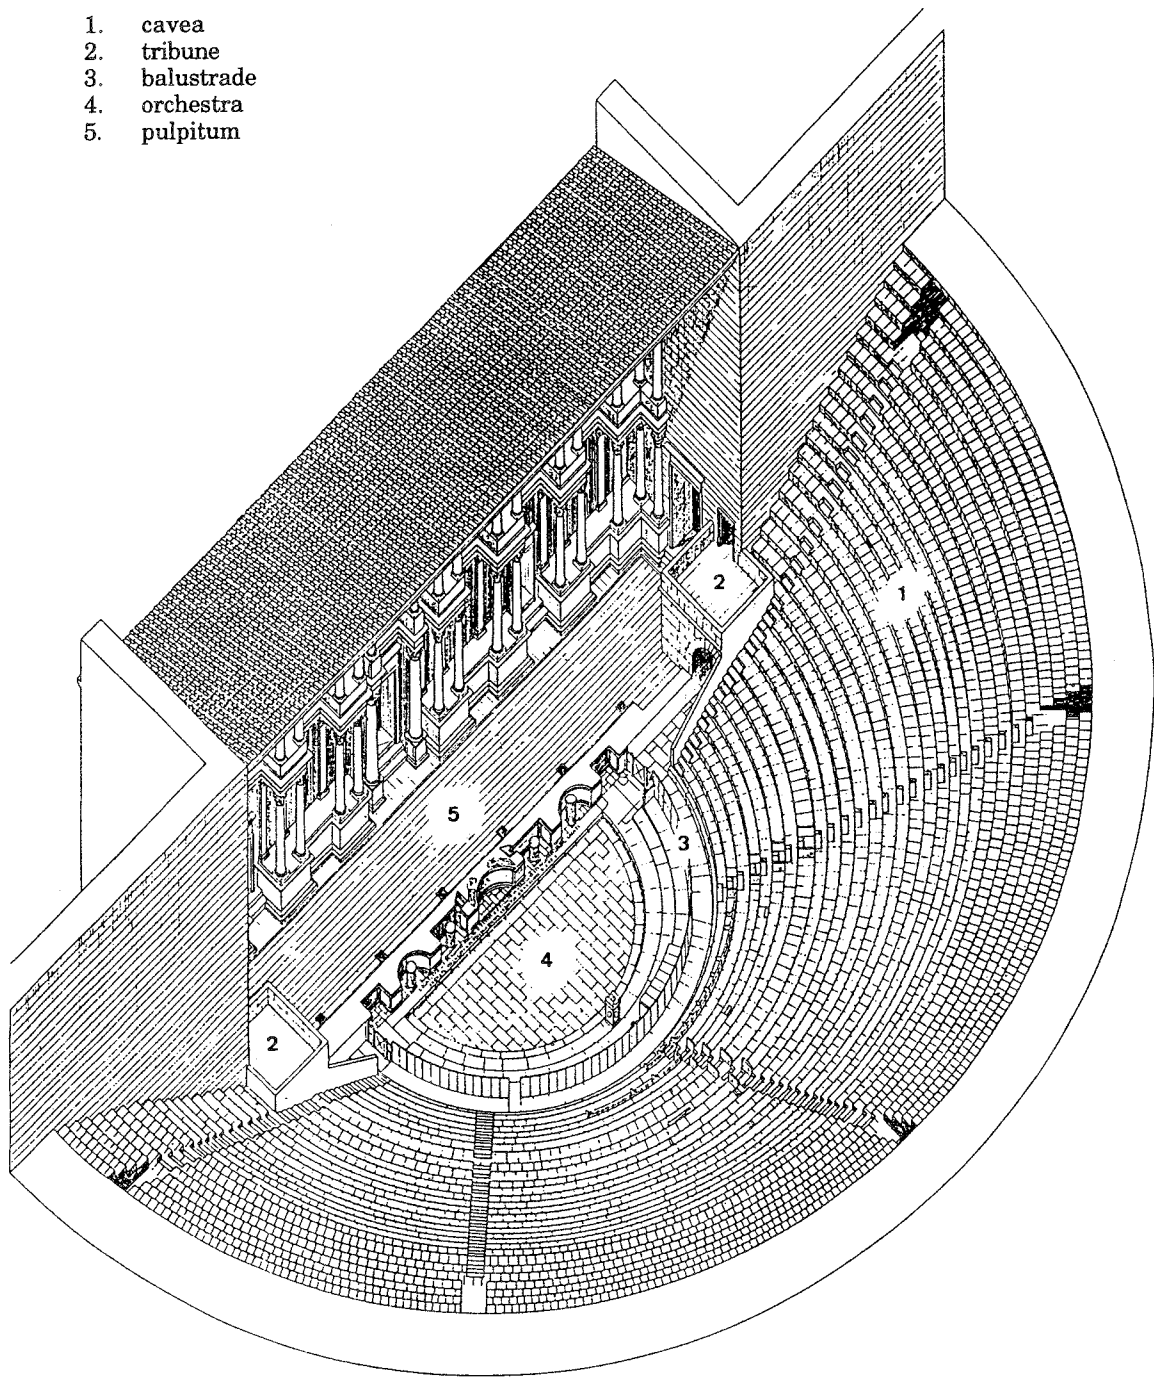 1. cavea
2. tribune
3. balustrade
4. orchestra
5. pulpitum
2
1
5
3
4
2